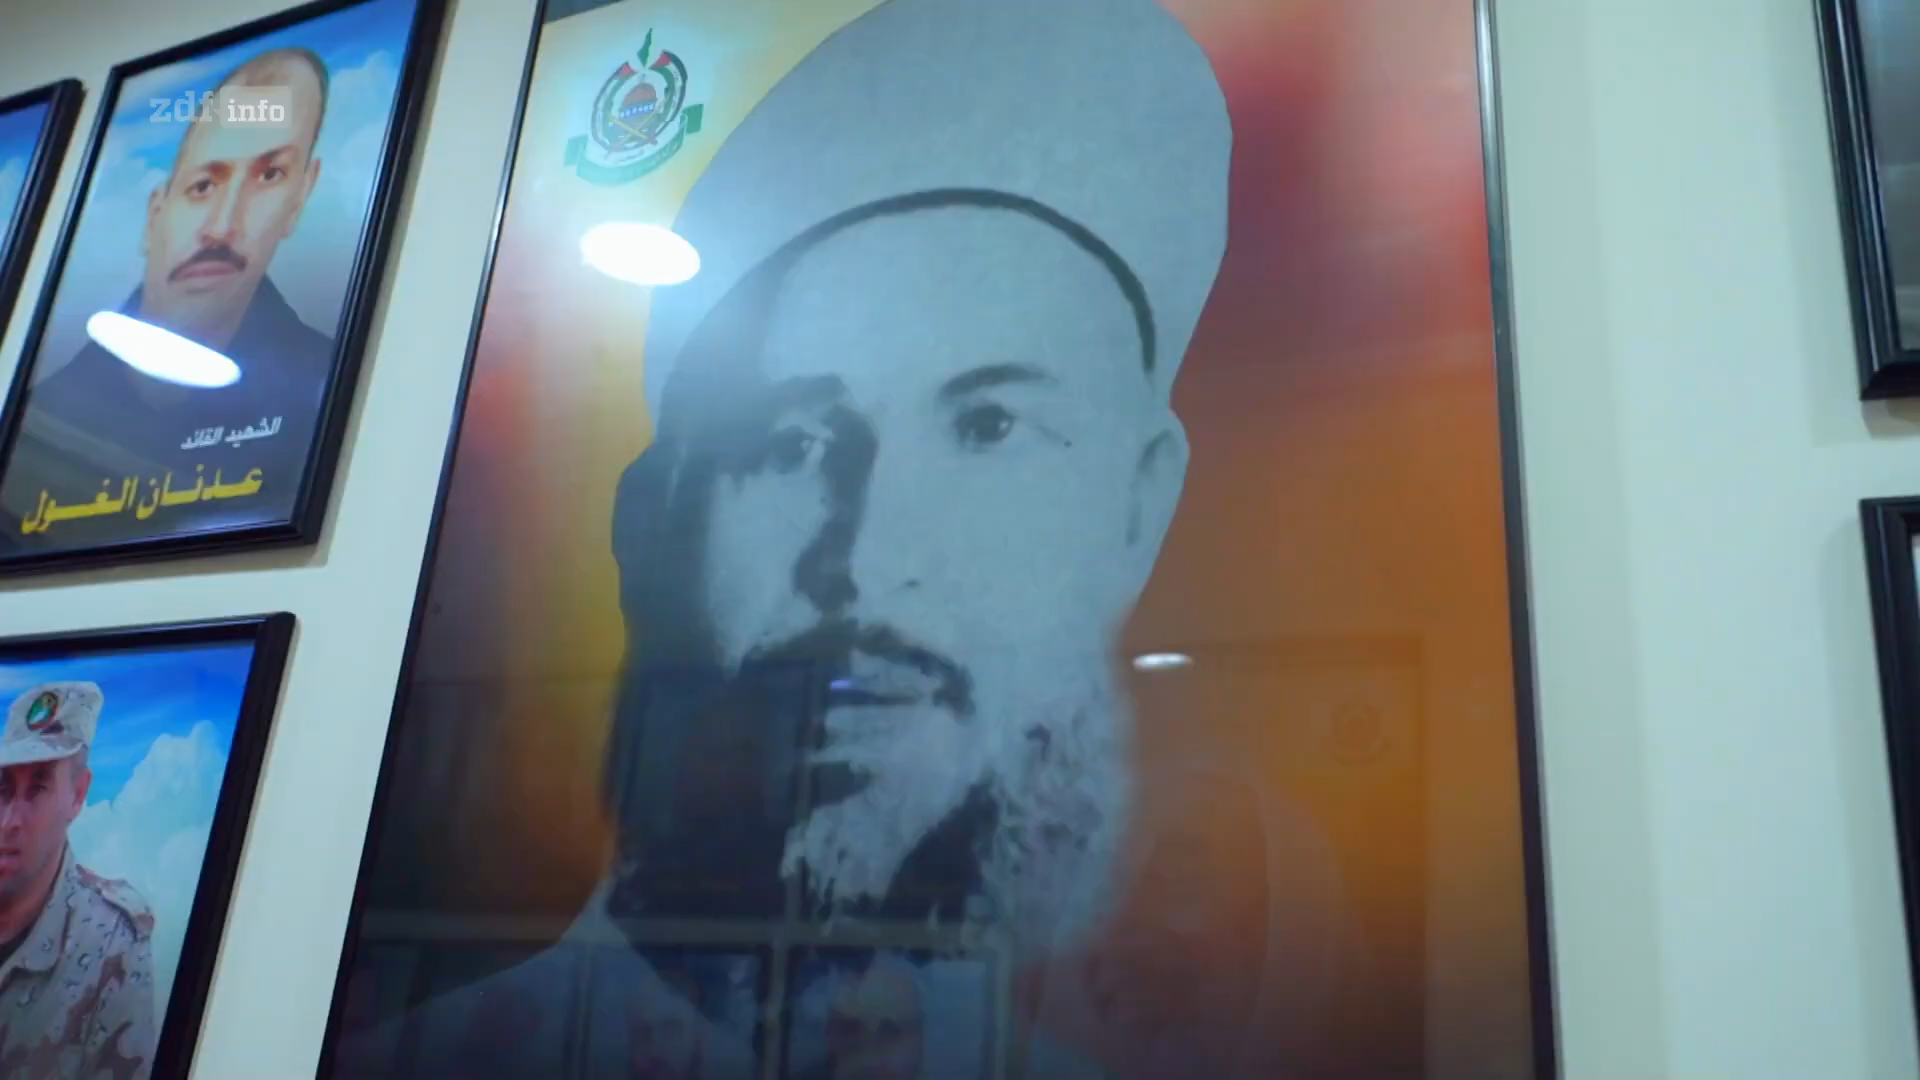 zdf info
الشهيد القائد
عدنان الغول